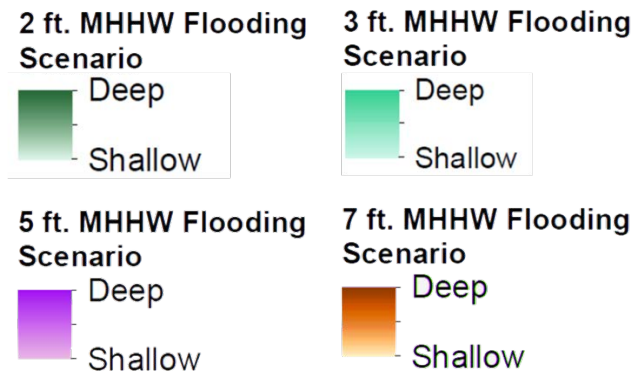 2 ft. MHHW Flooding
Scenario
Deep
Shallow
3 ft. MHHW Flooding
Scenario
Deep
Shallow
5 ft. MHHW Flooding
Scenario
Deep
Shallow
7 ft. MHHW Flooding
Scenario
Deep
Shallow